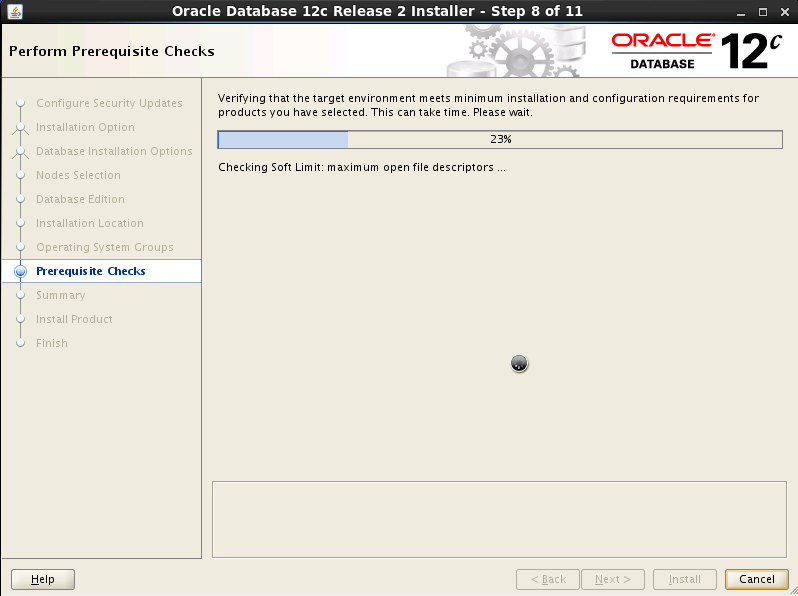 Oracle Database 12c Release 2 Installer - Step 8 of 11
Perform Prerequisite Checks
ORACLE®
DATABASE
12c
Configure Security Updates
Installation Option
Database Installation Options
Nodes Selection
Database Edition
Installation Location
Operating System Groups
Prerequisite Checks
Summary
Install Product
Finish
Verifying that the target environment meets minimum installation and configuration requirements for
products you have selected. This can take time. Please wait.
23%
Checking Soft Limit: maximum open file descriptors ...
Help
< Back
Next >
Install
Cancel